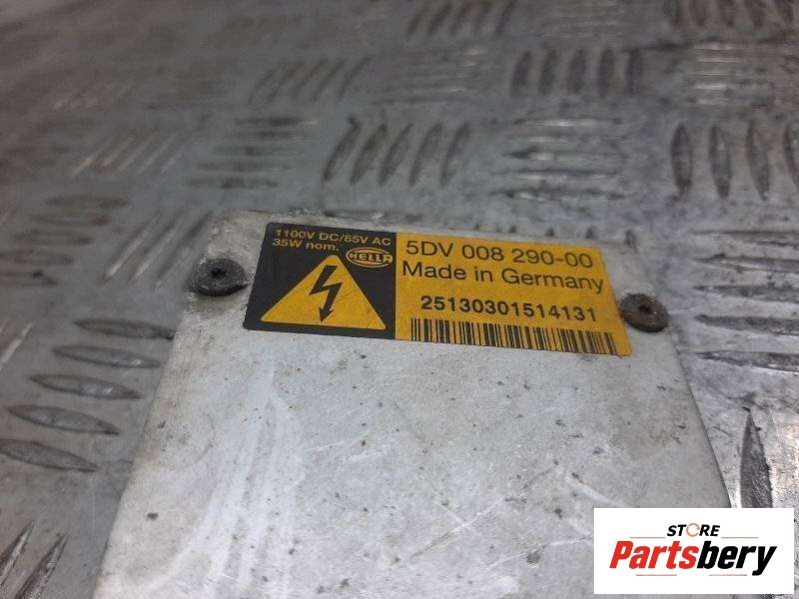 1100V DC/85V AC
35W nom.
HELLA
5DV 008 290-00
Made in Germany
25130301514131
STORE
Partsbery